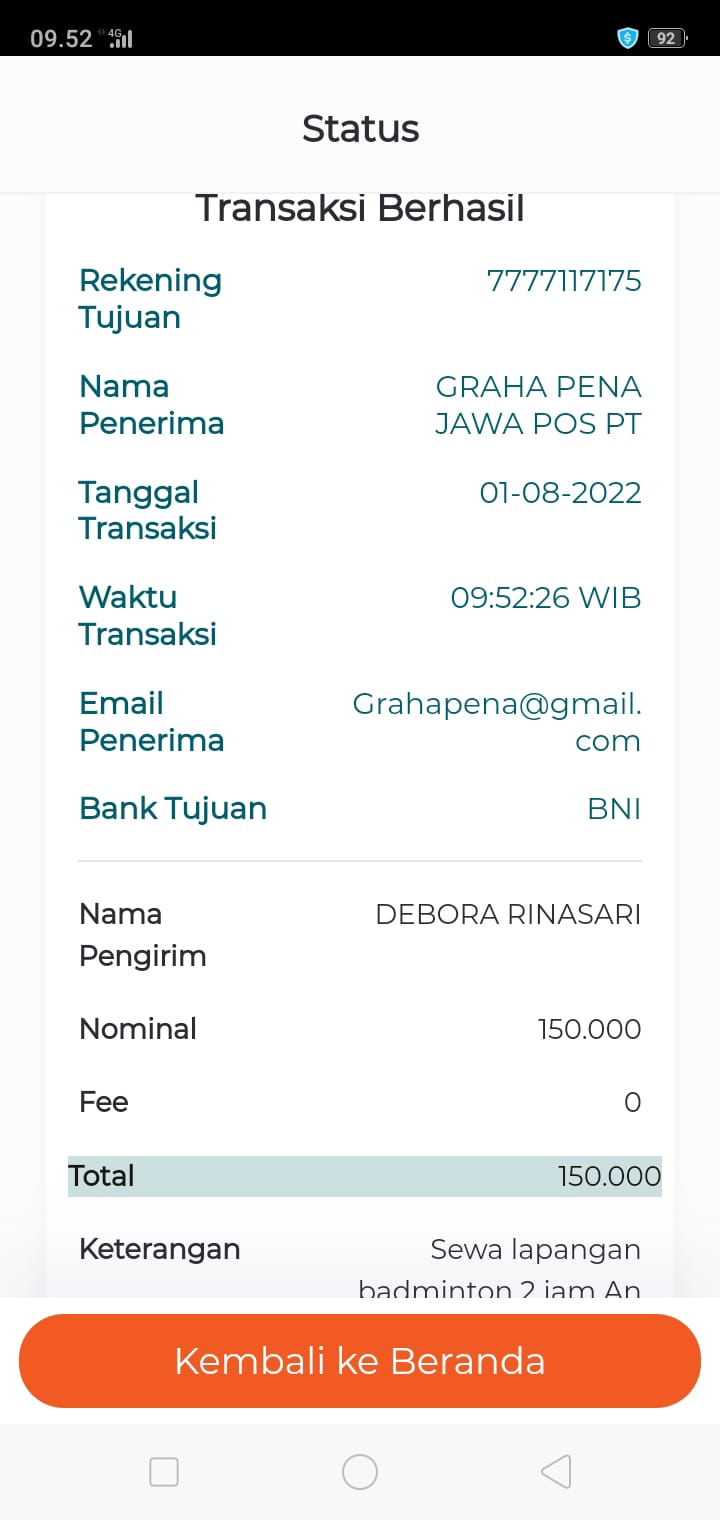 09.52 4G 92
Status
Transaksi Berhasil
Rekening 7777117175
Tujuan
Nama GRAHA PENA
Penerima JAWA POS PT
Tanggal 01-08-2022
Transaksi
Waktu 09:52:26 WIB
Transaksi
Email Grahapena@gmail.
Penerima com
Bank Tujuan BNI
Nama DEBORA RINASARI
Pengirim
Nominal 150.000
Fee 0
Total 150.000
Keterangan Sewa lapangan
badminton 2 jam An
Kembali ke Beranda